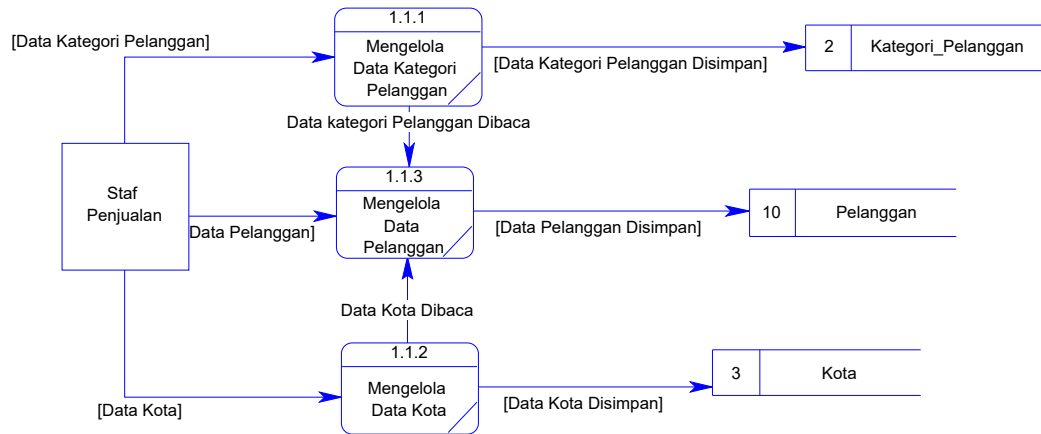 1.1.1
[Data Kategori Pelanggan]
Mengelola
Data Kategori
Pelanggan
[Data Kategori Pelanggan Disimpan]
2
Kategori_Pelanggan
Data kategori Pelanggan Dibaca
Staf
Penjualan
1.1.3
Mengelola
Data
Pelanggan
Data Pelanggan]
[Data Pelanggan Disimpan]
10
Pelanggan
Data Kota Dibaca
1.1.2
Mengelola
Data Kota
[Data Kota]
[Data Kota Disimpan]
3
Kota